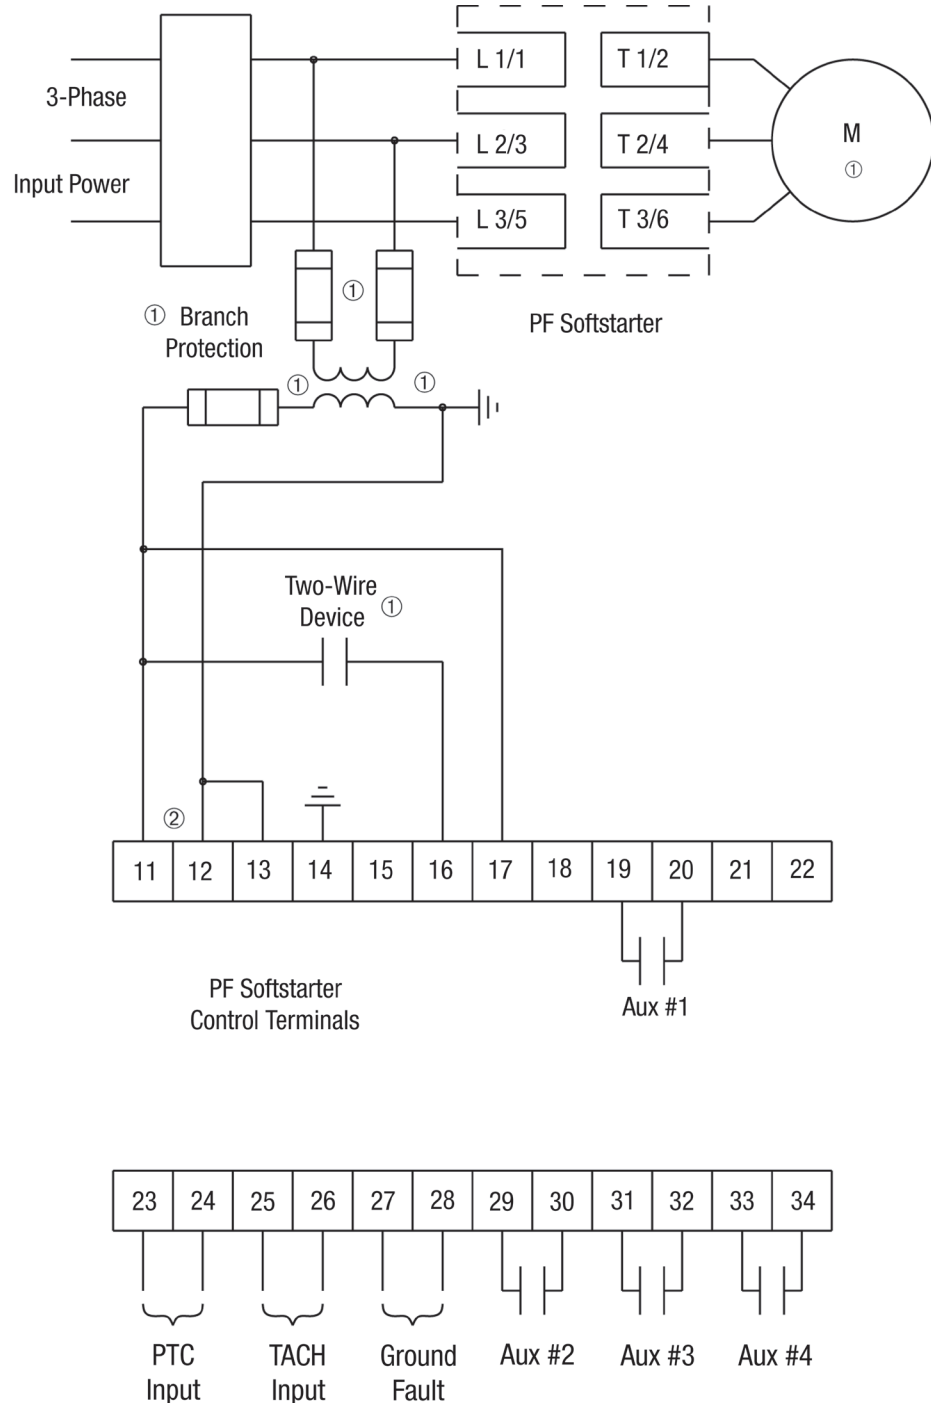 L 1/1
T 1/2
3-Phase
L 2/3
T 2/4
M
①
Input Power
L 3/5
T 3/6
①
① Branch
Protection
PF Softstarter
①
①
Two-Wire
Device ①
②
11 12 13 14 15 16 17 18 19 20 21 22
PF Softstarter
Control Terminals
Aux #1
23 24 25 26 27 28 29 30 31 32 33 34
PTC
Input
TACH
Input
Ground
Fault
Aux #2
Aux #3
Aux #4